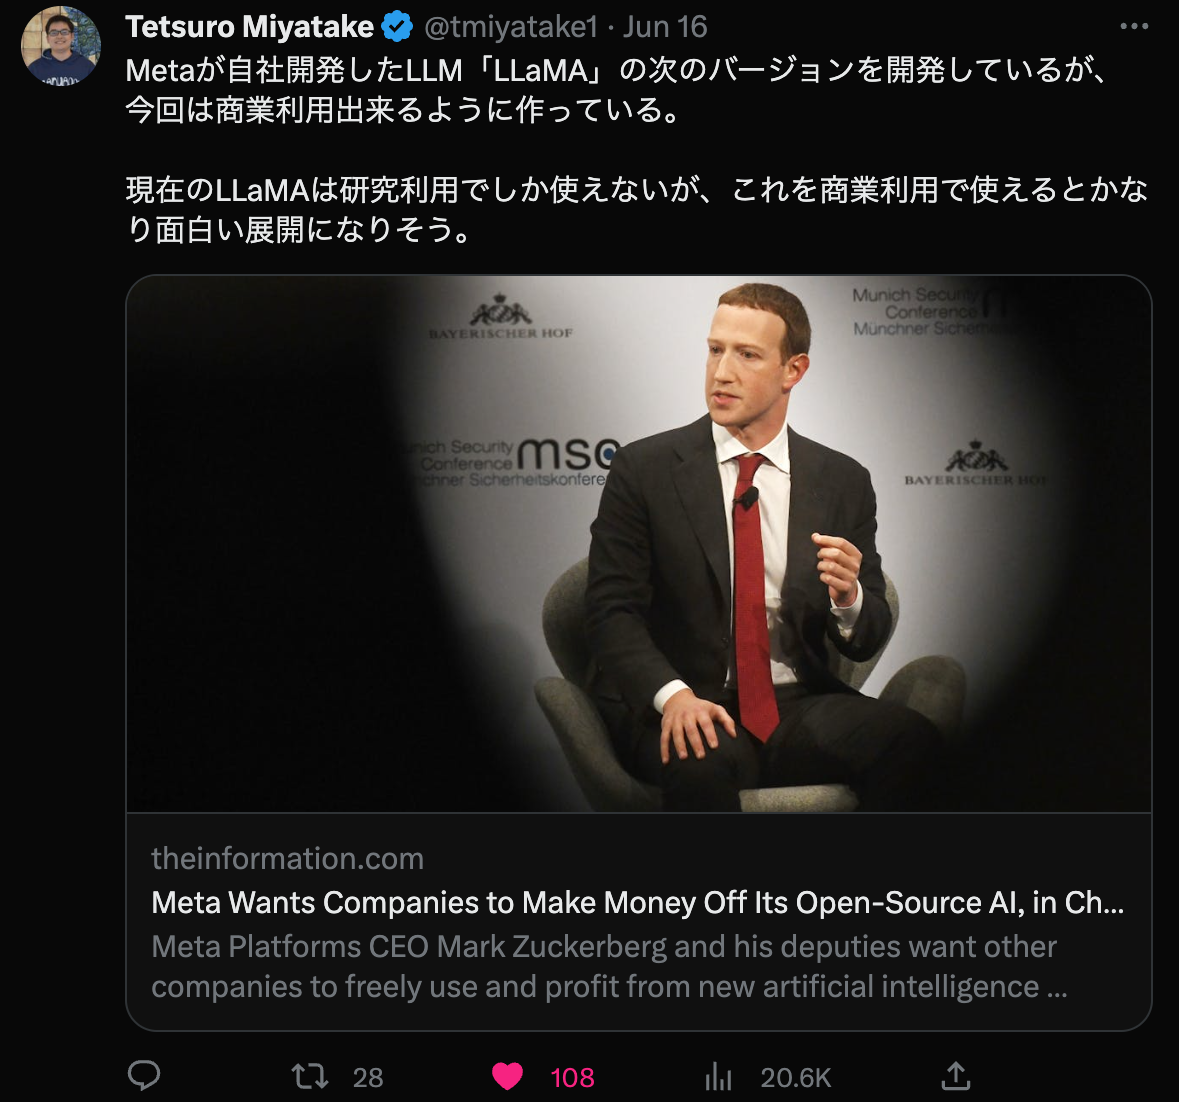 Tetsuro Miyatake @tmiyatake1 · Jun 16
Metaが自社開発したLLM「LLaMA」の次のバージョンを開発しているが、
今回は商業利用出来るように作っている。
現在のLLaMAは研究利用でしか使えないが、これを商業利用で使えるとかな
り面白い展開になりそう。
BAYERISCHER HOF
Munich Security
Conference
Münchner
Security
Conference
msc
Sicherheitskonfere
BAYERISCHER HOF
theinformation.com
Meta Wants Companies to Make Money Off Its Open-Source AI, in Ch...
Meta Platforms CEO Mark Zuckerberg and his deputies want other
companies to freely use and profit from new artificial intelligence ...
28 108 20.6K